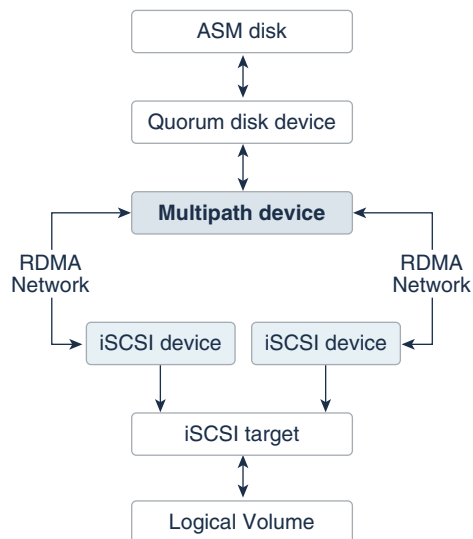 ASM disk
Quorum disk device
Multipath device
RDMA
Network
RDMA
Network
iSCSI device
iSCSI device
iSCSI target
Logical Volume